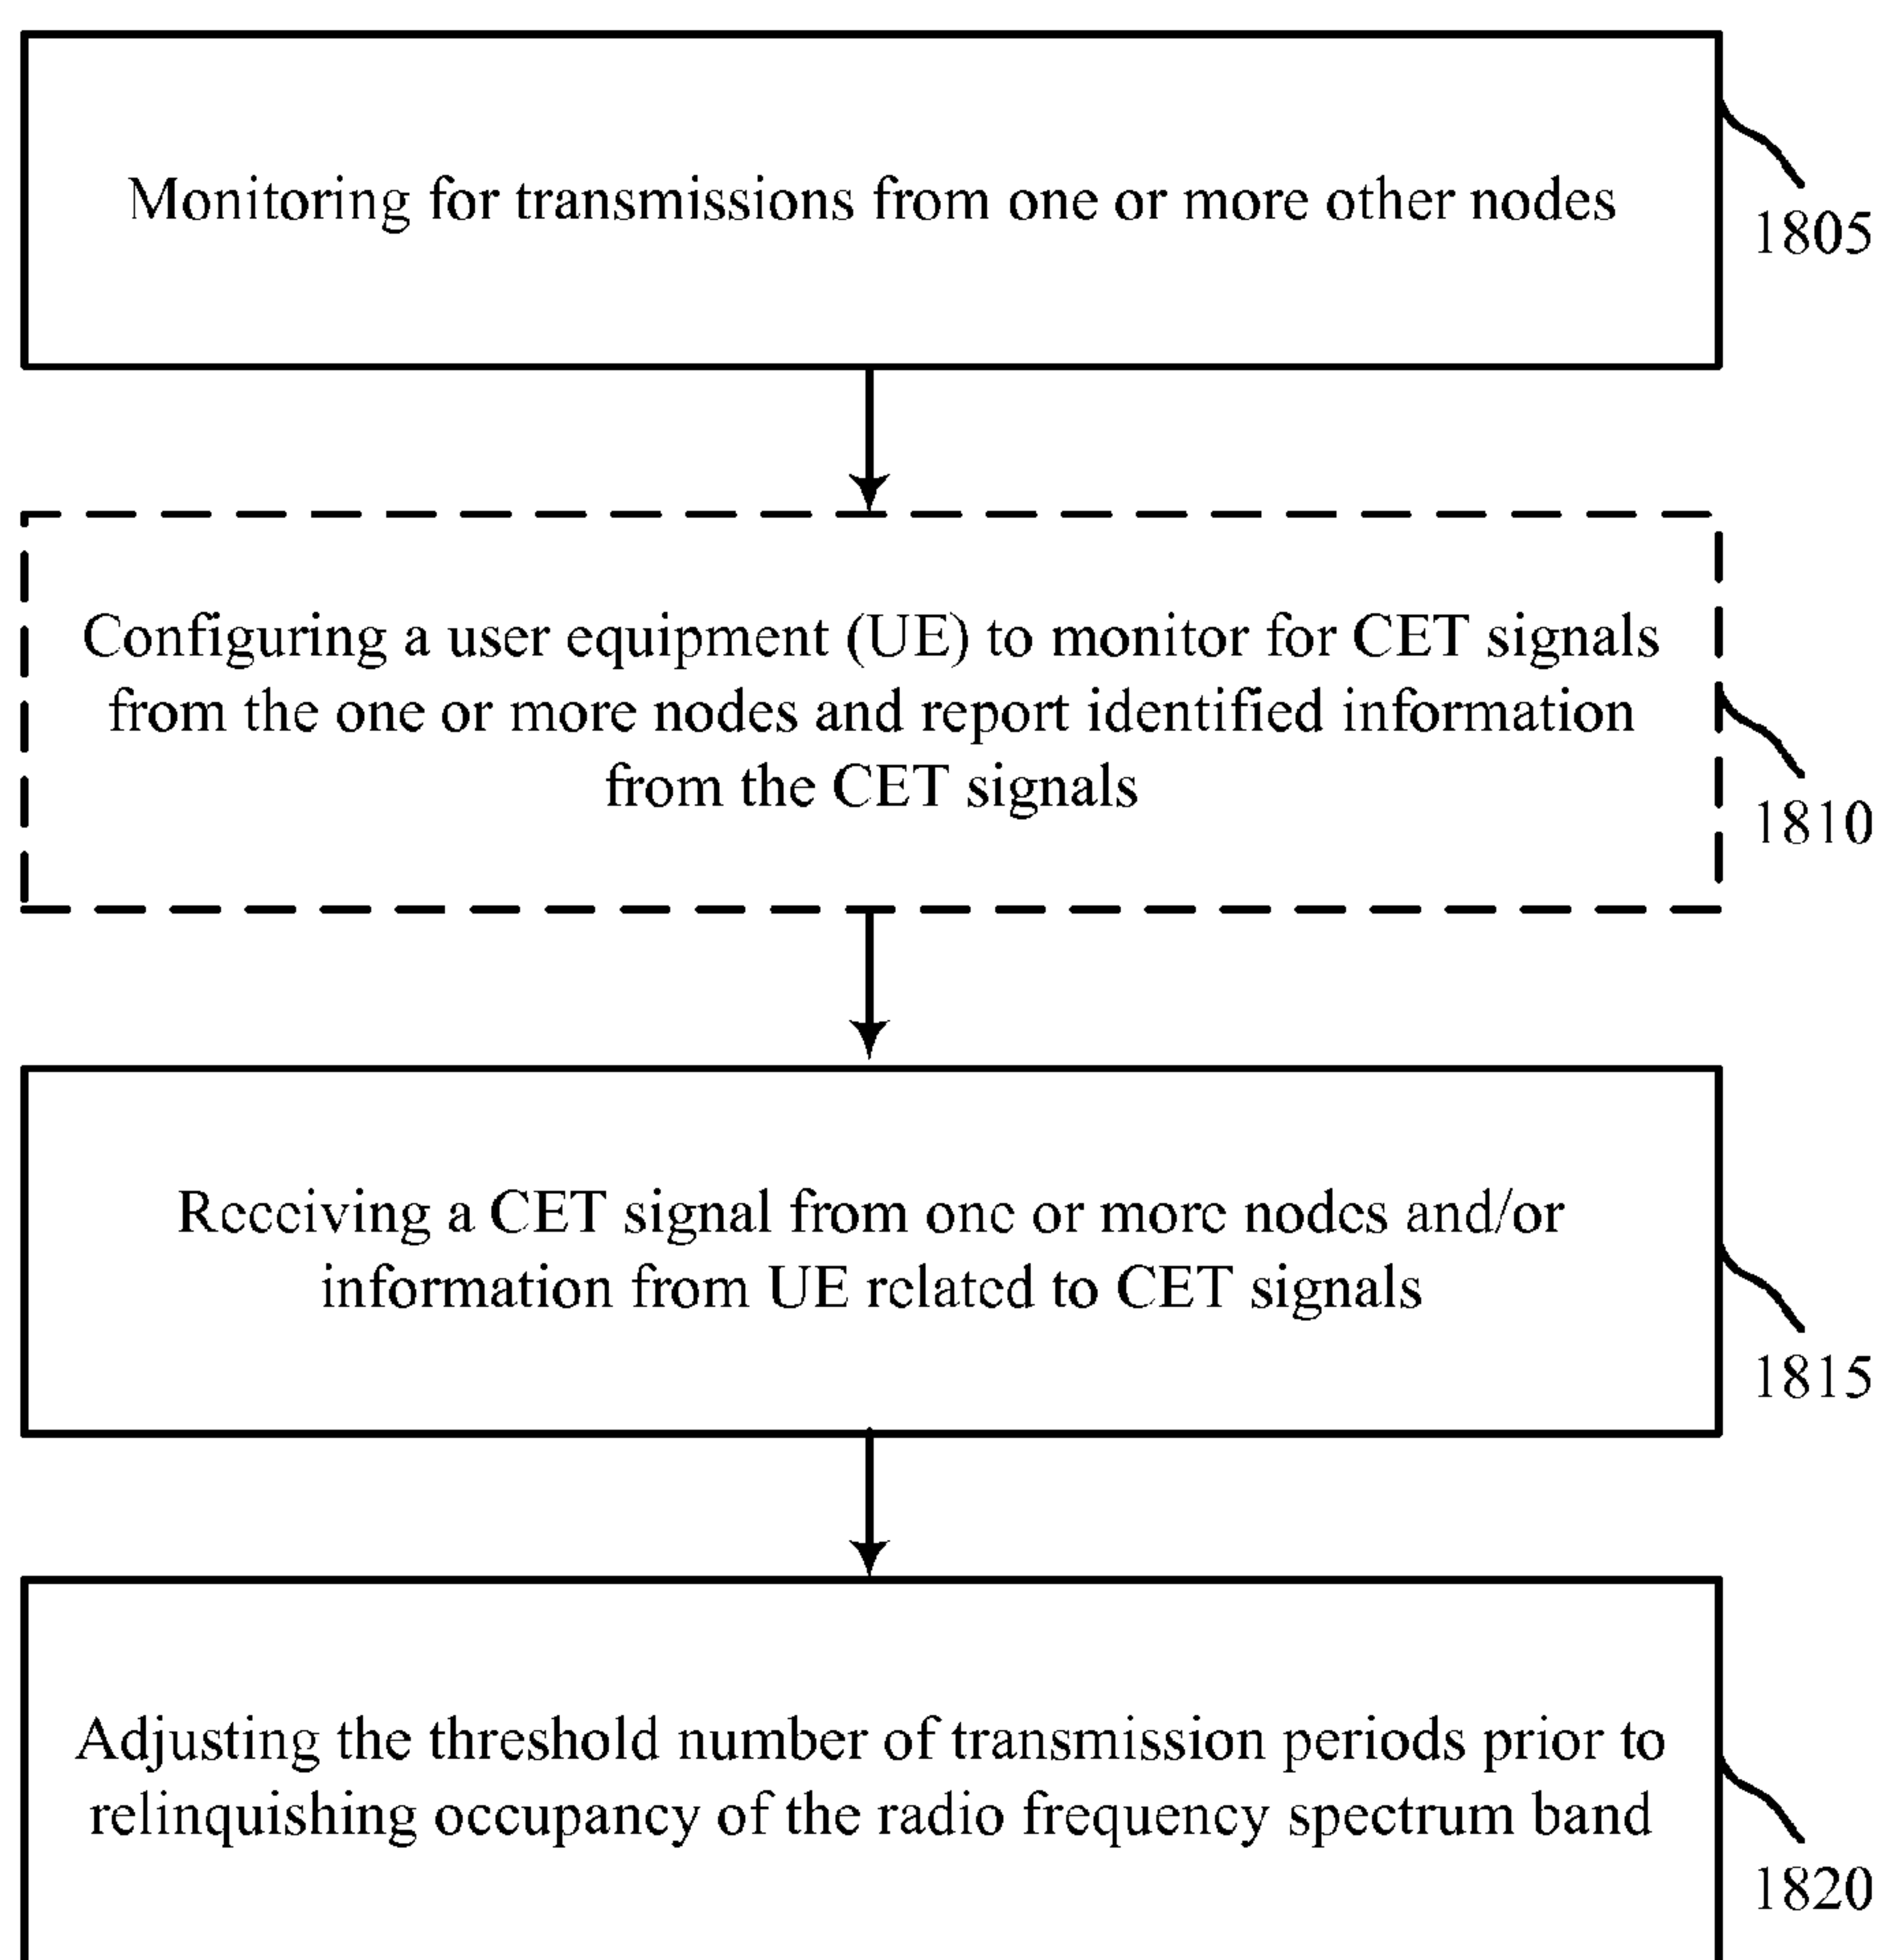 Monitoring for transmissions from one or more other nodes
1805
Configuring a user equipment (UE) to monitor for CET signals
from the one or more nodes and report identified information
from the CET signals
1810
Receiving a CET signal from one or more nodes and/or
information from UE related to CET signals
1815
Adjusting the threshold number of transmission periods prior to
relinquishing occupancy of the radio frequency spectrum band
1820